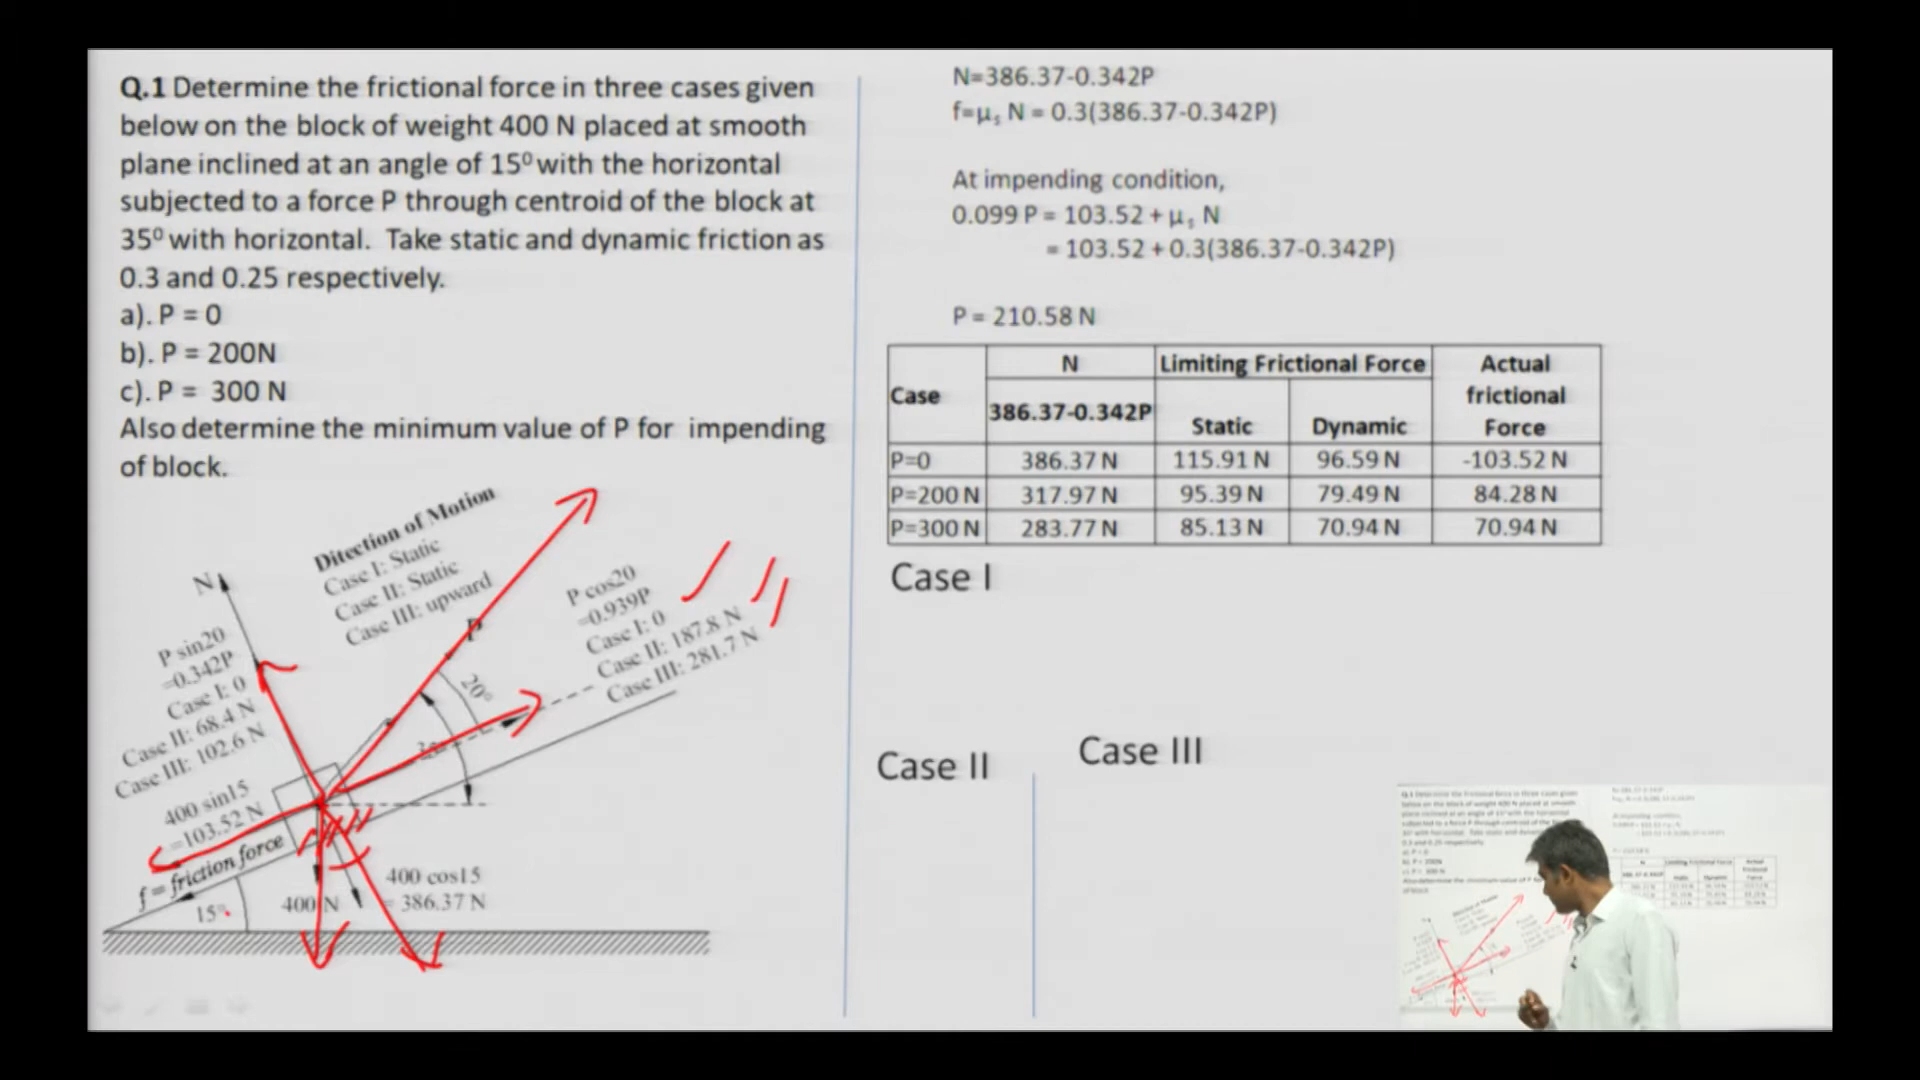 Q.1 Determine the frictional force in three cases given
below on the block of weight 400 N placed at smooth
plane inclined at an angle of 15⁰ with the horizontal
subjected to a force P through centroid of the block at
35⁰ with horizontal. Take static and dynamic friction as
0.3 and 0.25 respectively.
a). P = 0
b). P = 200N
c). P = 300 N
Also determine the minimum value of P for impending
of block.
Ditection of Motion
Case I: Static
Case II: Static
Case III: upward
N
P sin20
=0.342P
Case I: 0
Case II: 68.4 N
Case III: 102.6 N
P
20°
P cos20
=0.939P
Case I: 0
Case II: 187.8 N
Case III: 281.7 N
400 sin15
=103.52 N
f = friction force
15°
400 N
400 cos15
= 386.37 N
N=386.37-0.342P
f=μs N = 0.3(386.37-0.342P)
At impending condition,
0.099 P = 103.52 + μs N
= 103.52 + 0.3(386.37-0.342P)
P = 210.58 N
Case N Limiting Frictional Force Actual frictional Force
386.37-0.342P Static Dynamic
P=0 386.37 N 115.91 N 96.59 N -103.52 N
P=200 N 317.97 N 95.39 N 79.49 N 84.28 N
P=300 N 283.77 N 85.13 N 70.94 N 70.94 N
Case I
Case II
Case III